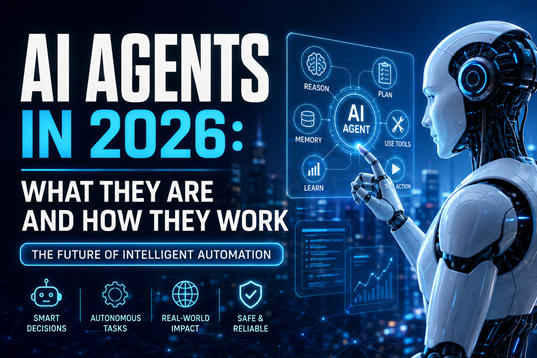 AI AGENTS
IN 2026:
WHAT THEY ARE
AND HOW THEY WORK
THE FUTURE OF INTELLIGENT AUTOMATION
SMART
DECISIONS
AUTONOMOUS
TASKS
REAL-WORLD
IMPACT
SAFE &
RELIABLE
REASON
PLAN
MEMORY
AI
AGENT
USE TOOLS
LEARN
ACTION